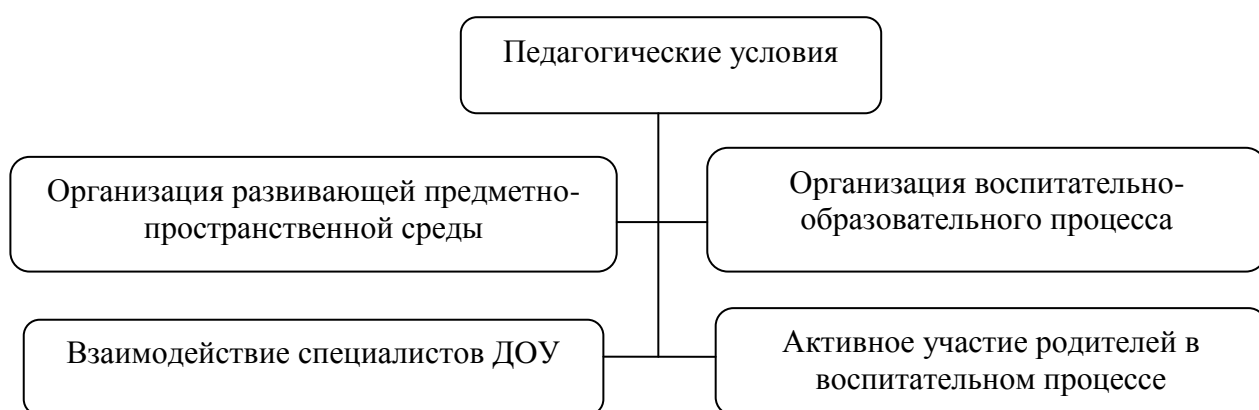 Педагогические условия
Организация развивающей предметно-
пространственной среды
Организация воспитательно-
образовательного процесса
Взаимодействие специалистов ДОУ
Активное участие родителей в
воспитательном процессе